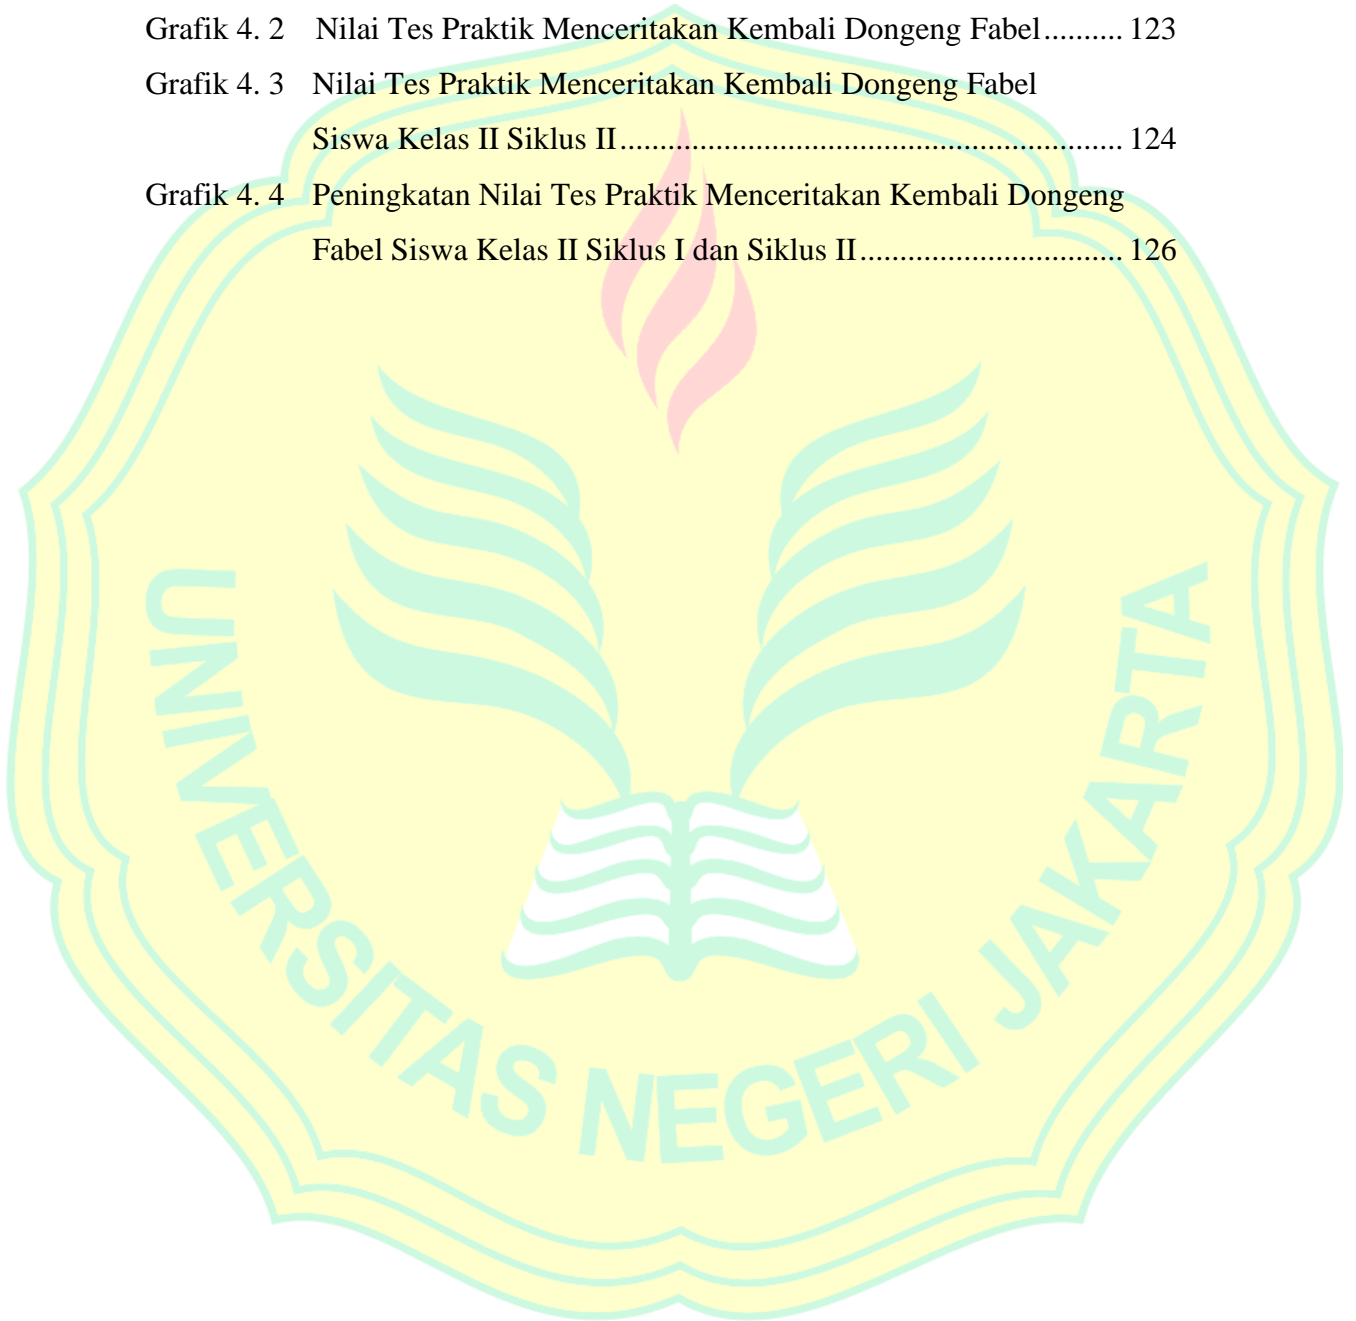 Grafik 4. 2 Nilai Tes Praktik Menceritakan Kembali Dongeng Fabel.......... 123
Grafik 4. 3 Nilai Tes Praktik Menceritakan Kembali Dongeng Fabel
Siswa Kelas II Siklus II............................................................... 124
Grafik 4. 4 Peningkatan Nilai Tes Praktik Menceritakan Kembali Dongeng
Fabel Siswa Kelas II Siklus I dan Siklus II................................. 126
UNIVERSITAS NEGERI JAKARTA